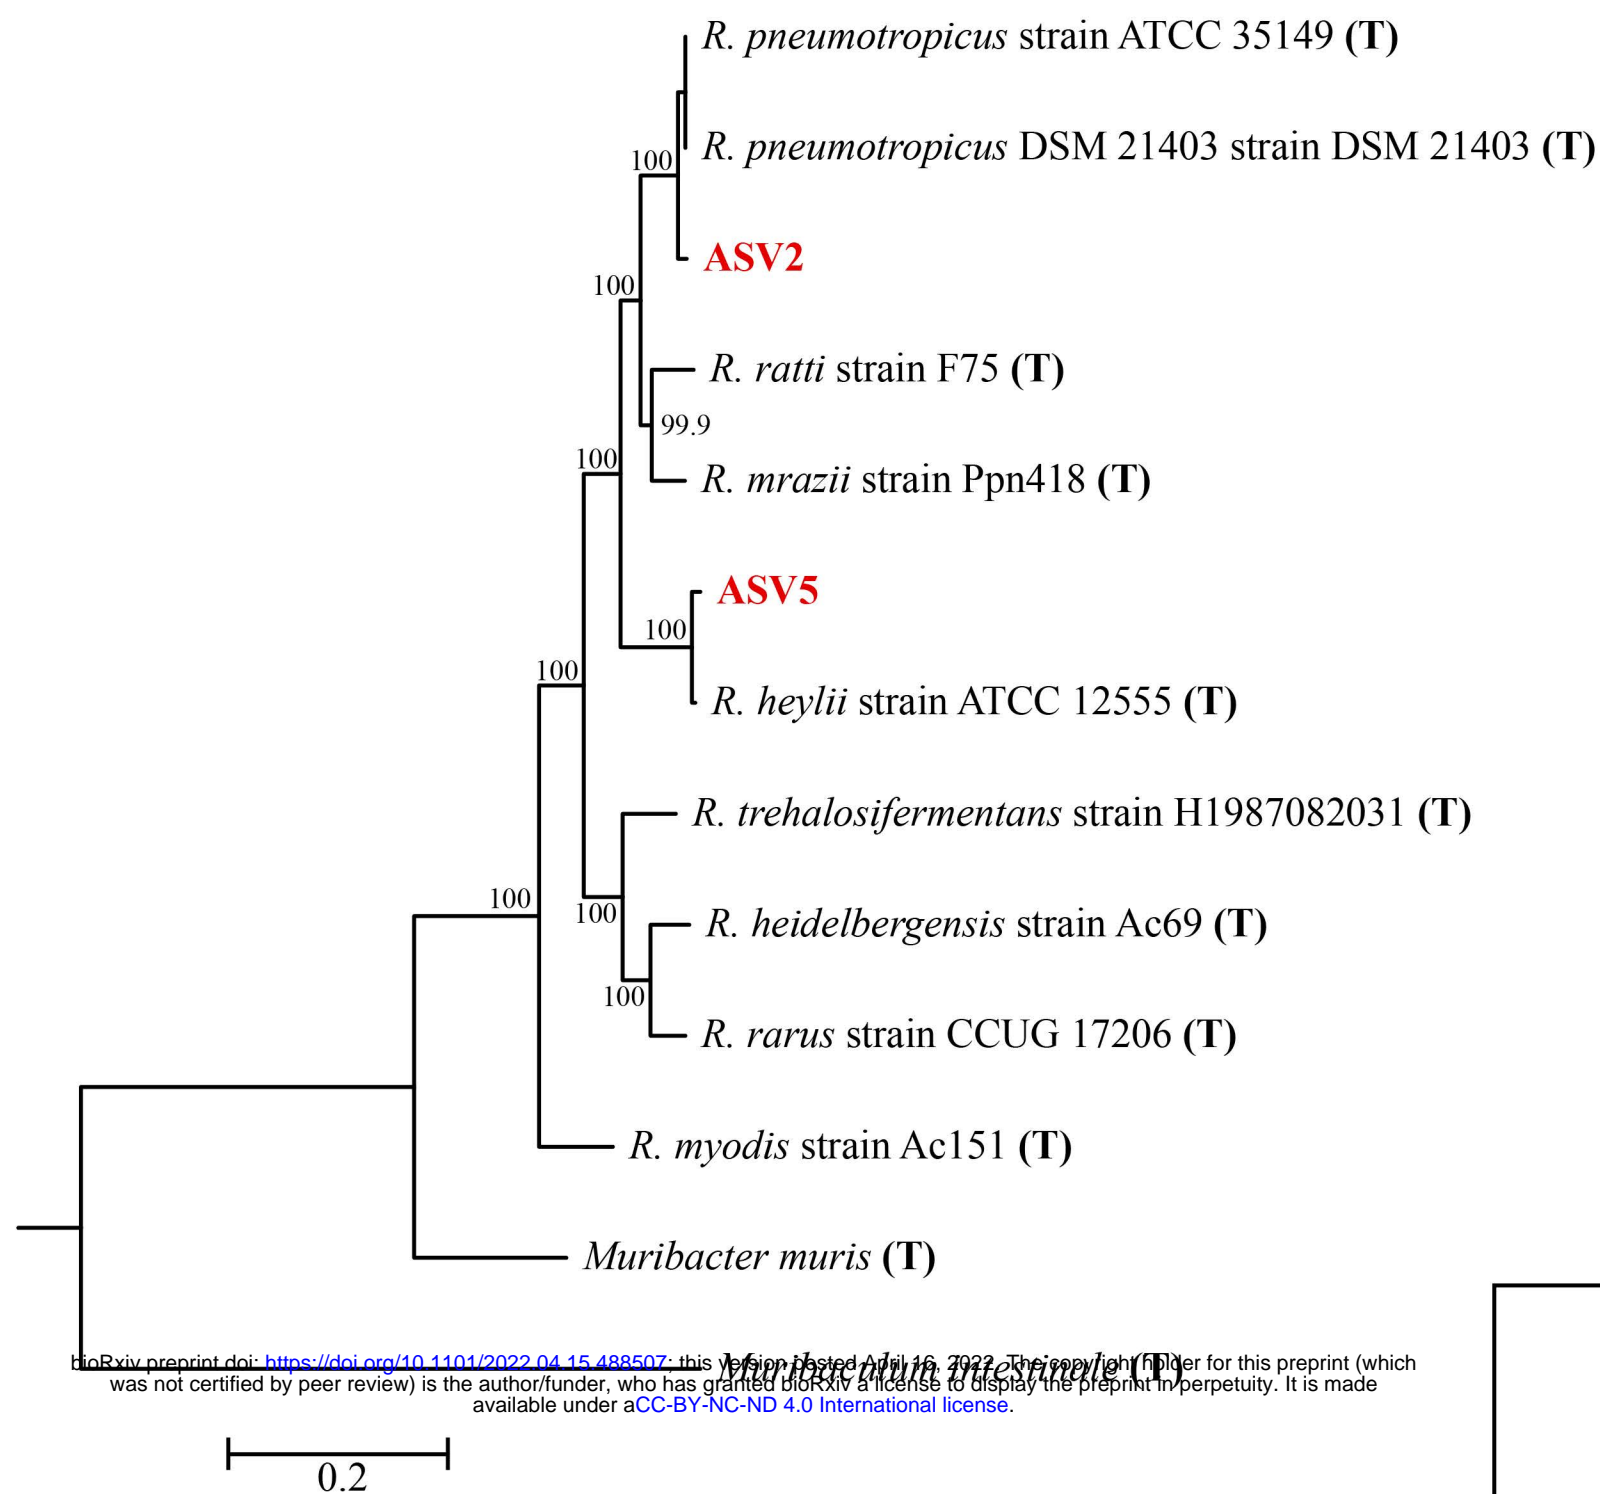 R. pneumotropicus strain ATCC 35149 (T)
R. pneumotropicus DSM 21403 strain DSM 21403 (T)
100
ASV2
100
R. ratti strain F75 (T)
99.9
100
R. mrazii strain Ppn418 (T)
ASV5
100
100
R. heylii strain ATCC 12555 (T)
R. trehalosifermentans strain H1987082031 (T)
100
100
R. heidelbergensis strain Ac69 (T)
100
R. rarus strain CCUG 17206 (T)
R. myodis strain Ac151 (T)
Muribacter muris (T)
Muribaculum intestinale (T)
bioRxiv preprint doi: https://doi.org/10.1101/2022.04.15.488507; this version posted April 16, 2022. The copyright holder for this preprint (which
was not certified by peer review) is the author/funder, who has granted bioRxiv a license to display the preprint in perpetuity. It is made
available under aCC-BY-NC-ND 4.0 International license.
0.2